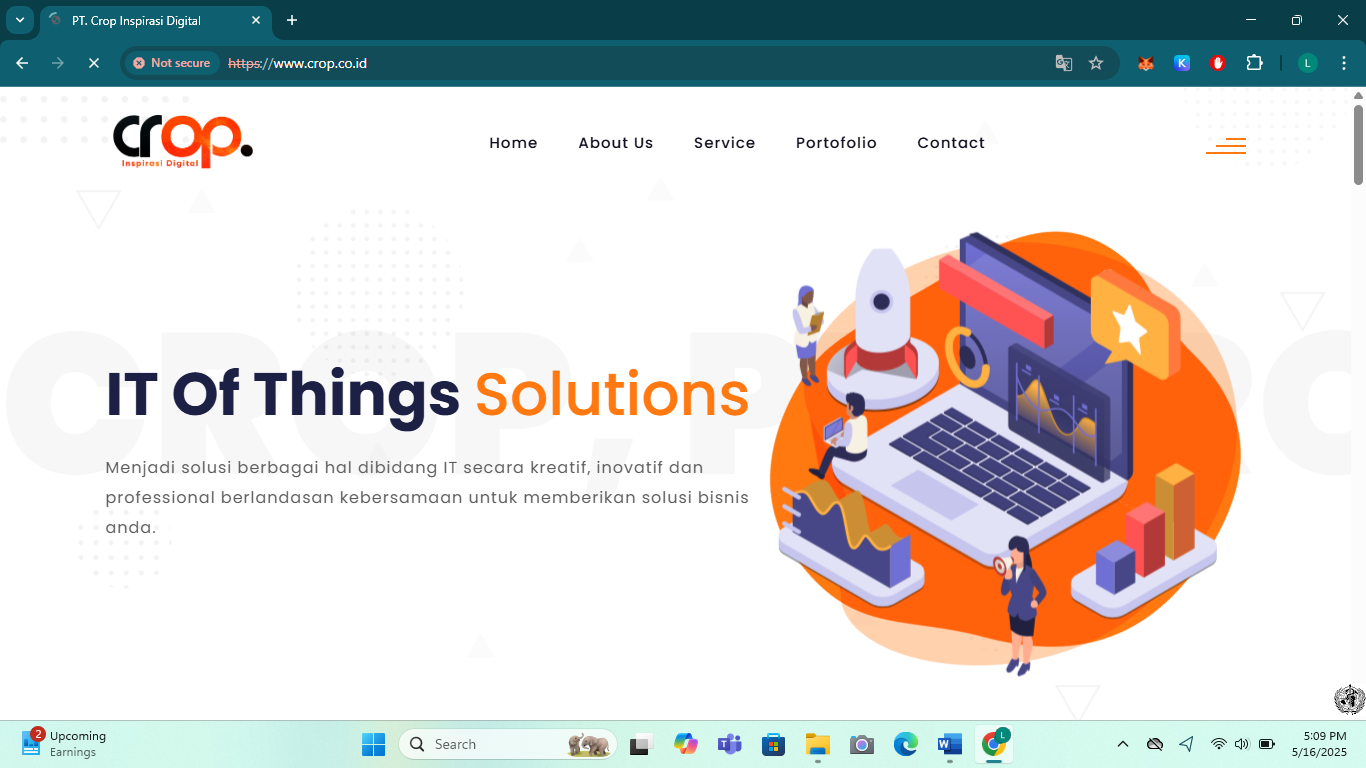 PT. Crop Inspirasi Digital
Not secure
https://www.crop.co.id
L
crop.
Inspirasi Digital
Home
About Us
Service
Portofolio
Contact
CROP, P
IT Of Things Solutions
Menjadi solusi berbagai hal dibidang IT secara kreatif, inovatif dan
professional berlandasan kebersamaan untuk memberikan solusi bisnis
anda.
2
Upcoming
Earnings
Search
L
5:09 PM
5/16/2025